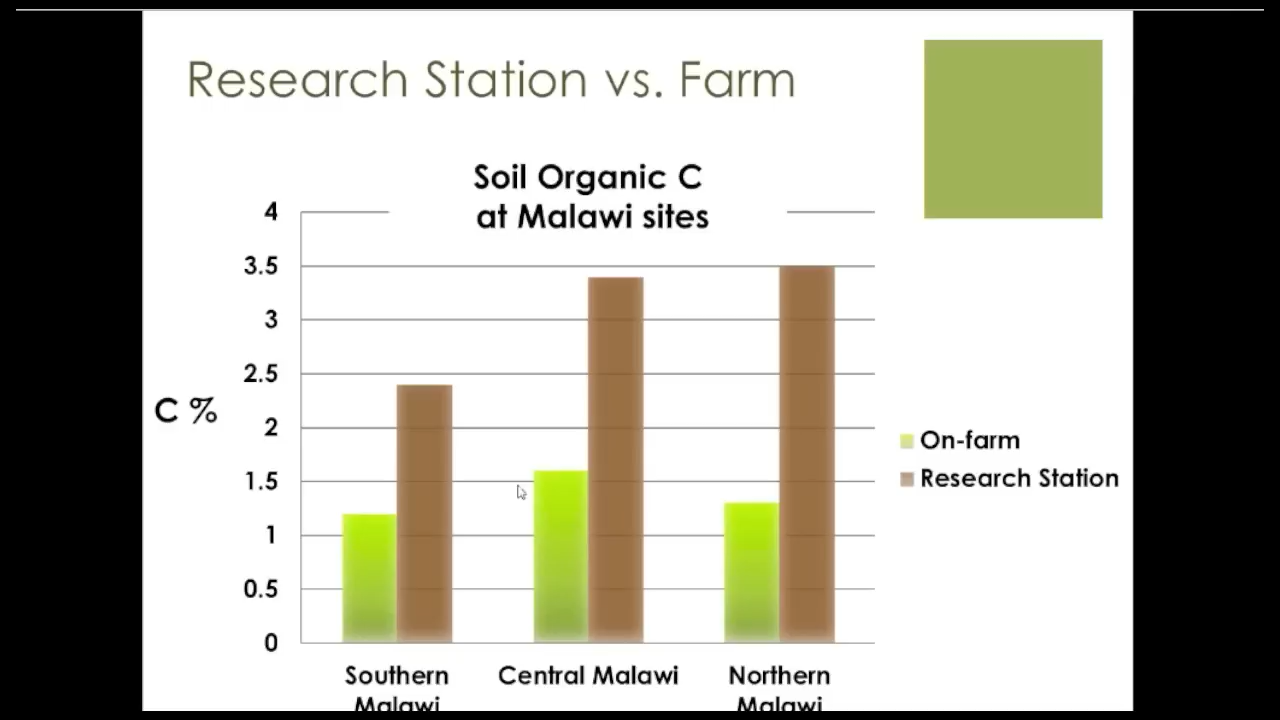 Research Station vs. Farm
Soil Organic C
at Malawi sites
4
3.5
3
2.5
2
1.5
1
0.5
0
C %
On-farm
Research Station
Southern
Malawi
Central Malawi
Northern
Malawi